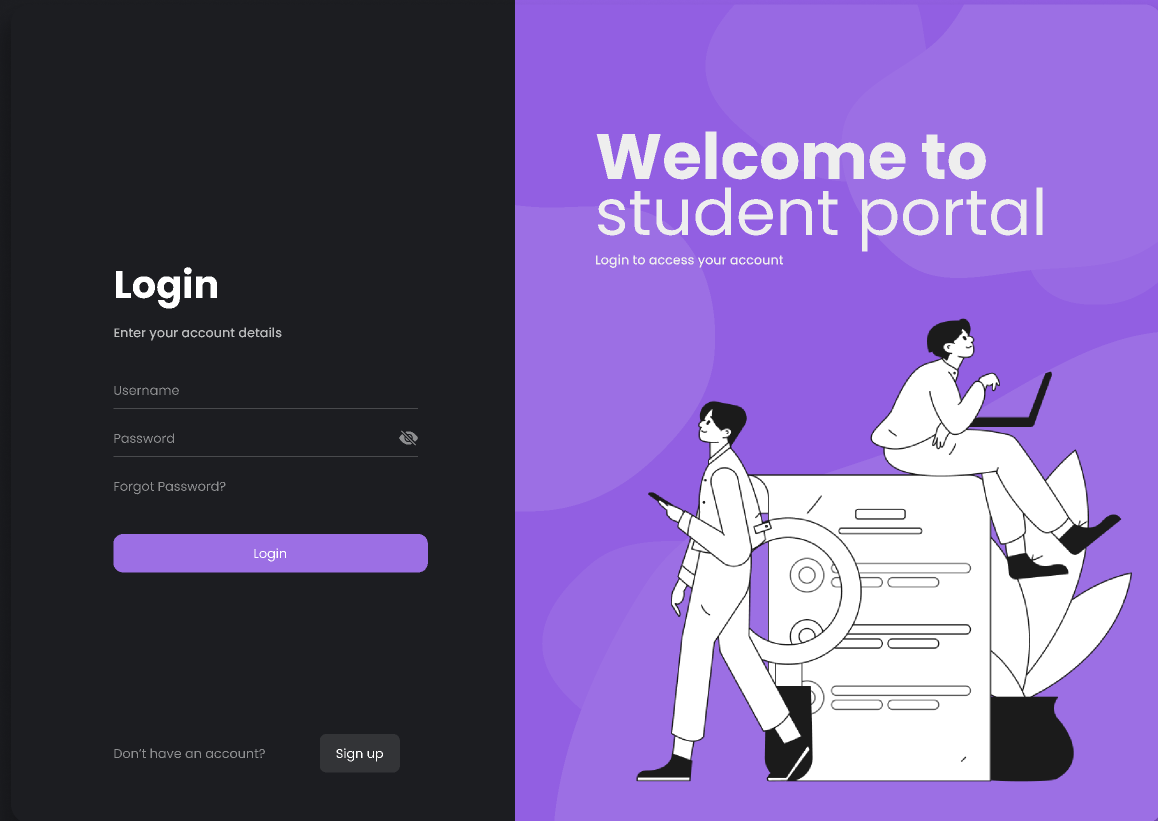 Login
Enter your account details
Username
Password
Forgot Password?
Login
Don’t have an account?
Sign up
Welcome to
student portal
Login to access your account